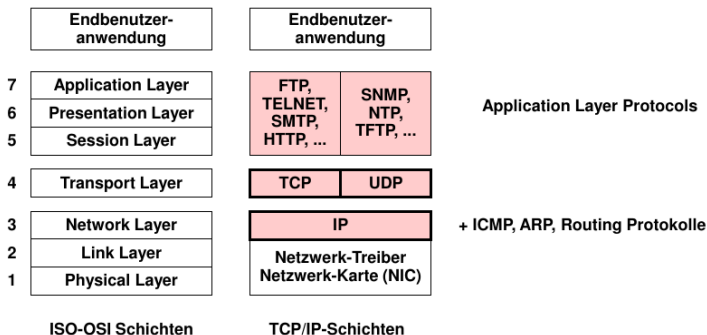 Endbenutzer-
anwendung
Endbenutzer-
anwendung
7 Application Layer
6 Presentation Layer
5 Session Layer
FTP,
TELNET,
SMTP,
HTTP, ...
SNMP,
NTP,
TFTP, ...
Application Layer Protocols
4 Transport Layer
TCP
UDP
3 Network Layer
IP
+ ICMP, ARP, Routing Protokolle
2 Link Layer
1 Physical Layer
Netzwerk-Treiber
Netzwerk-Karte (NIC)
ISO-OSI Schichten
TCP/IP-Schichten